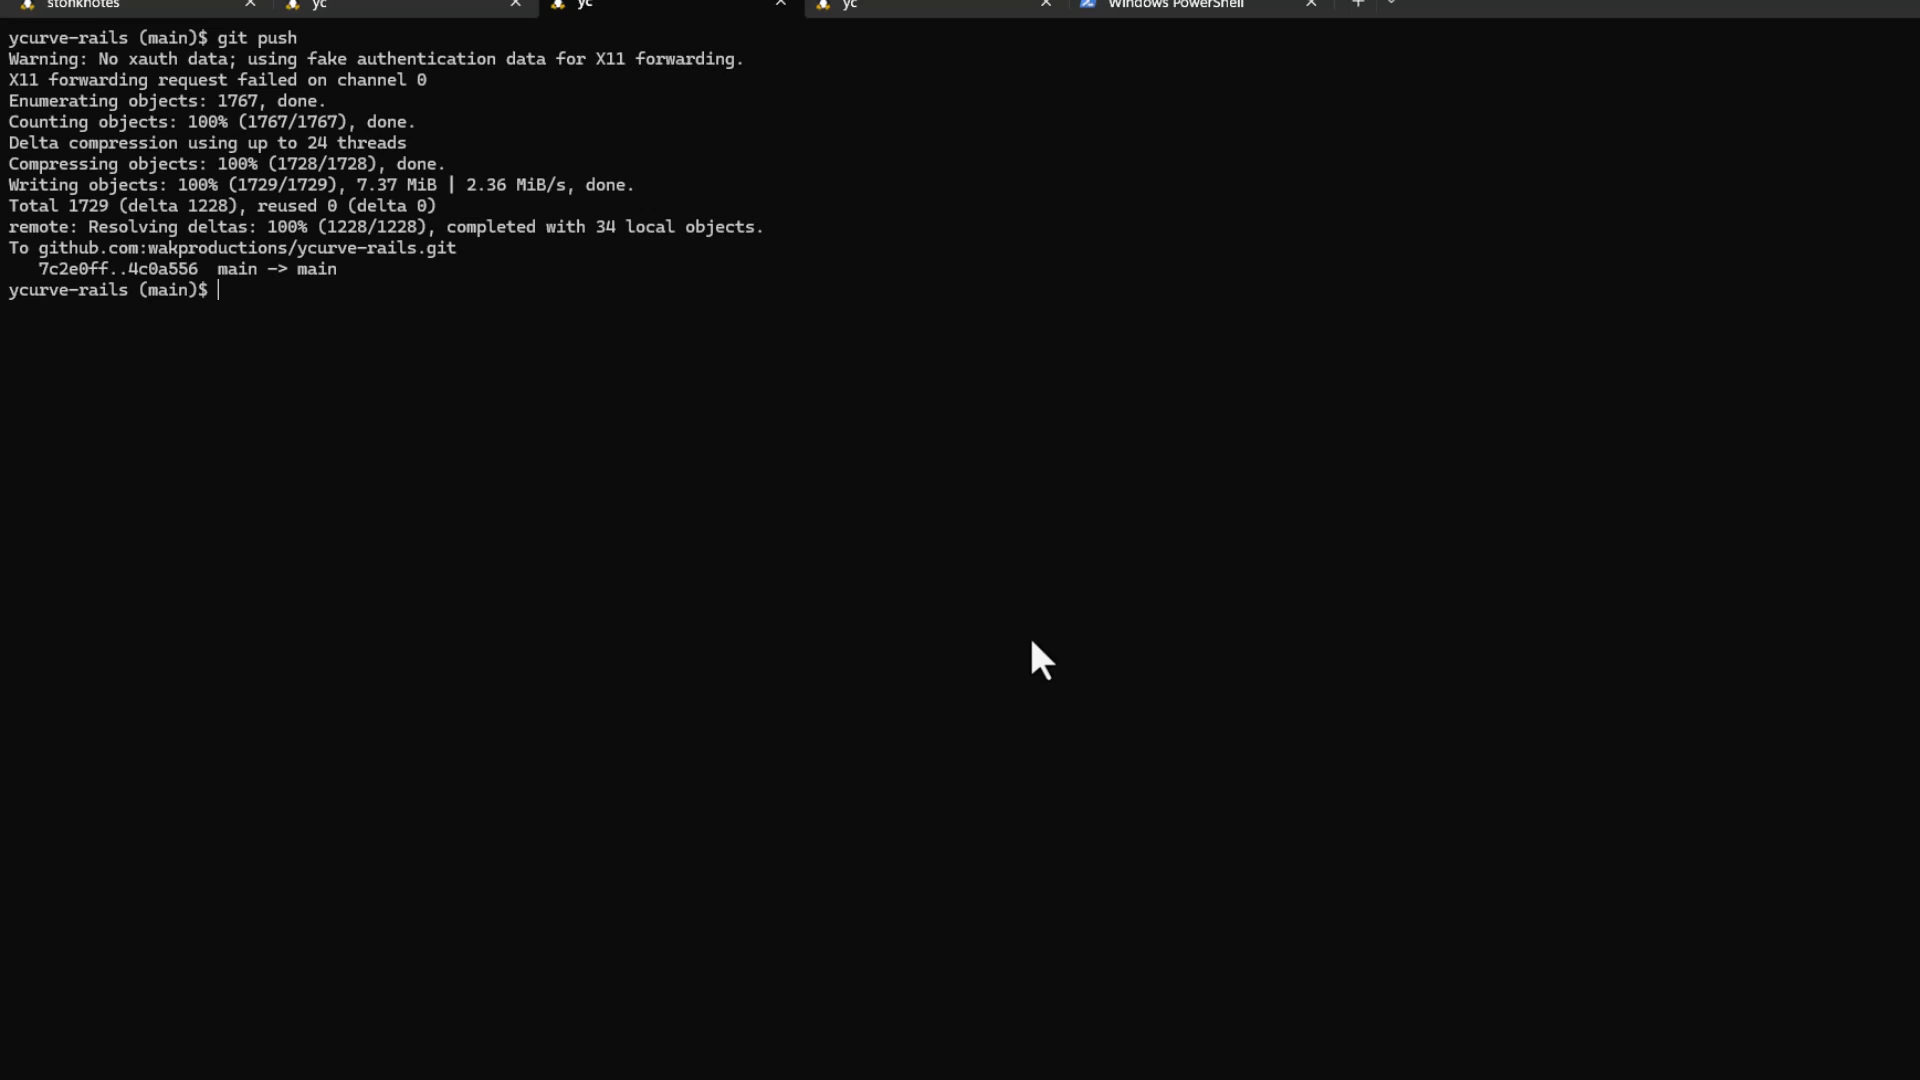 stonknotes yc yc yc Windows PowerShell
ycurve-rails (main)$ git push
Warning: No xauth data; using fake authentication data for X11 forwarding.
X11 forwarding request failed on channel 0
Enumerating objects: 1767, done.
Counting objects: 100% (1767/1767), done.
Delta compression using up to 24 threads
Compressing objects: 100% (1728/1728), done.
Writing objects: 100% (1729/1729), 7.37 MiB | 2.36 MiB/s, done.
Total 1729 (delta 1228), reused 0 (delta 0)
remote: Resolving deltas: 100% (1228/1228), completed with 34 local objects.
To github.com:wakproductions/ycurve-rails.git
   7c2e0ff..4c0a556  main -> main
ycurve-rails (main)$